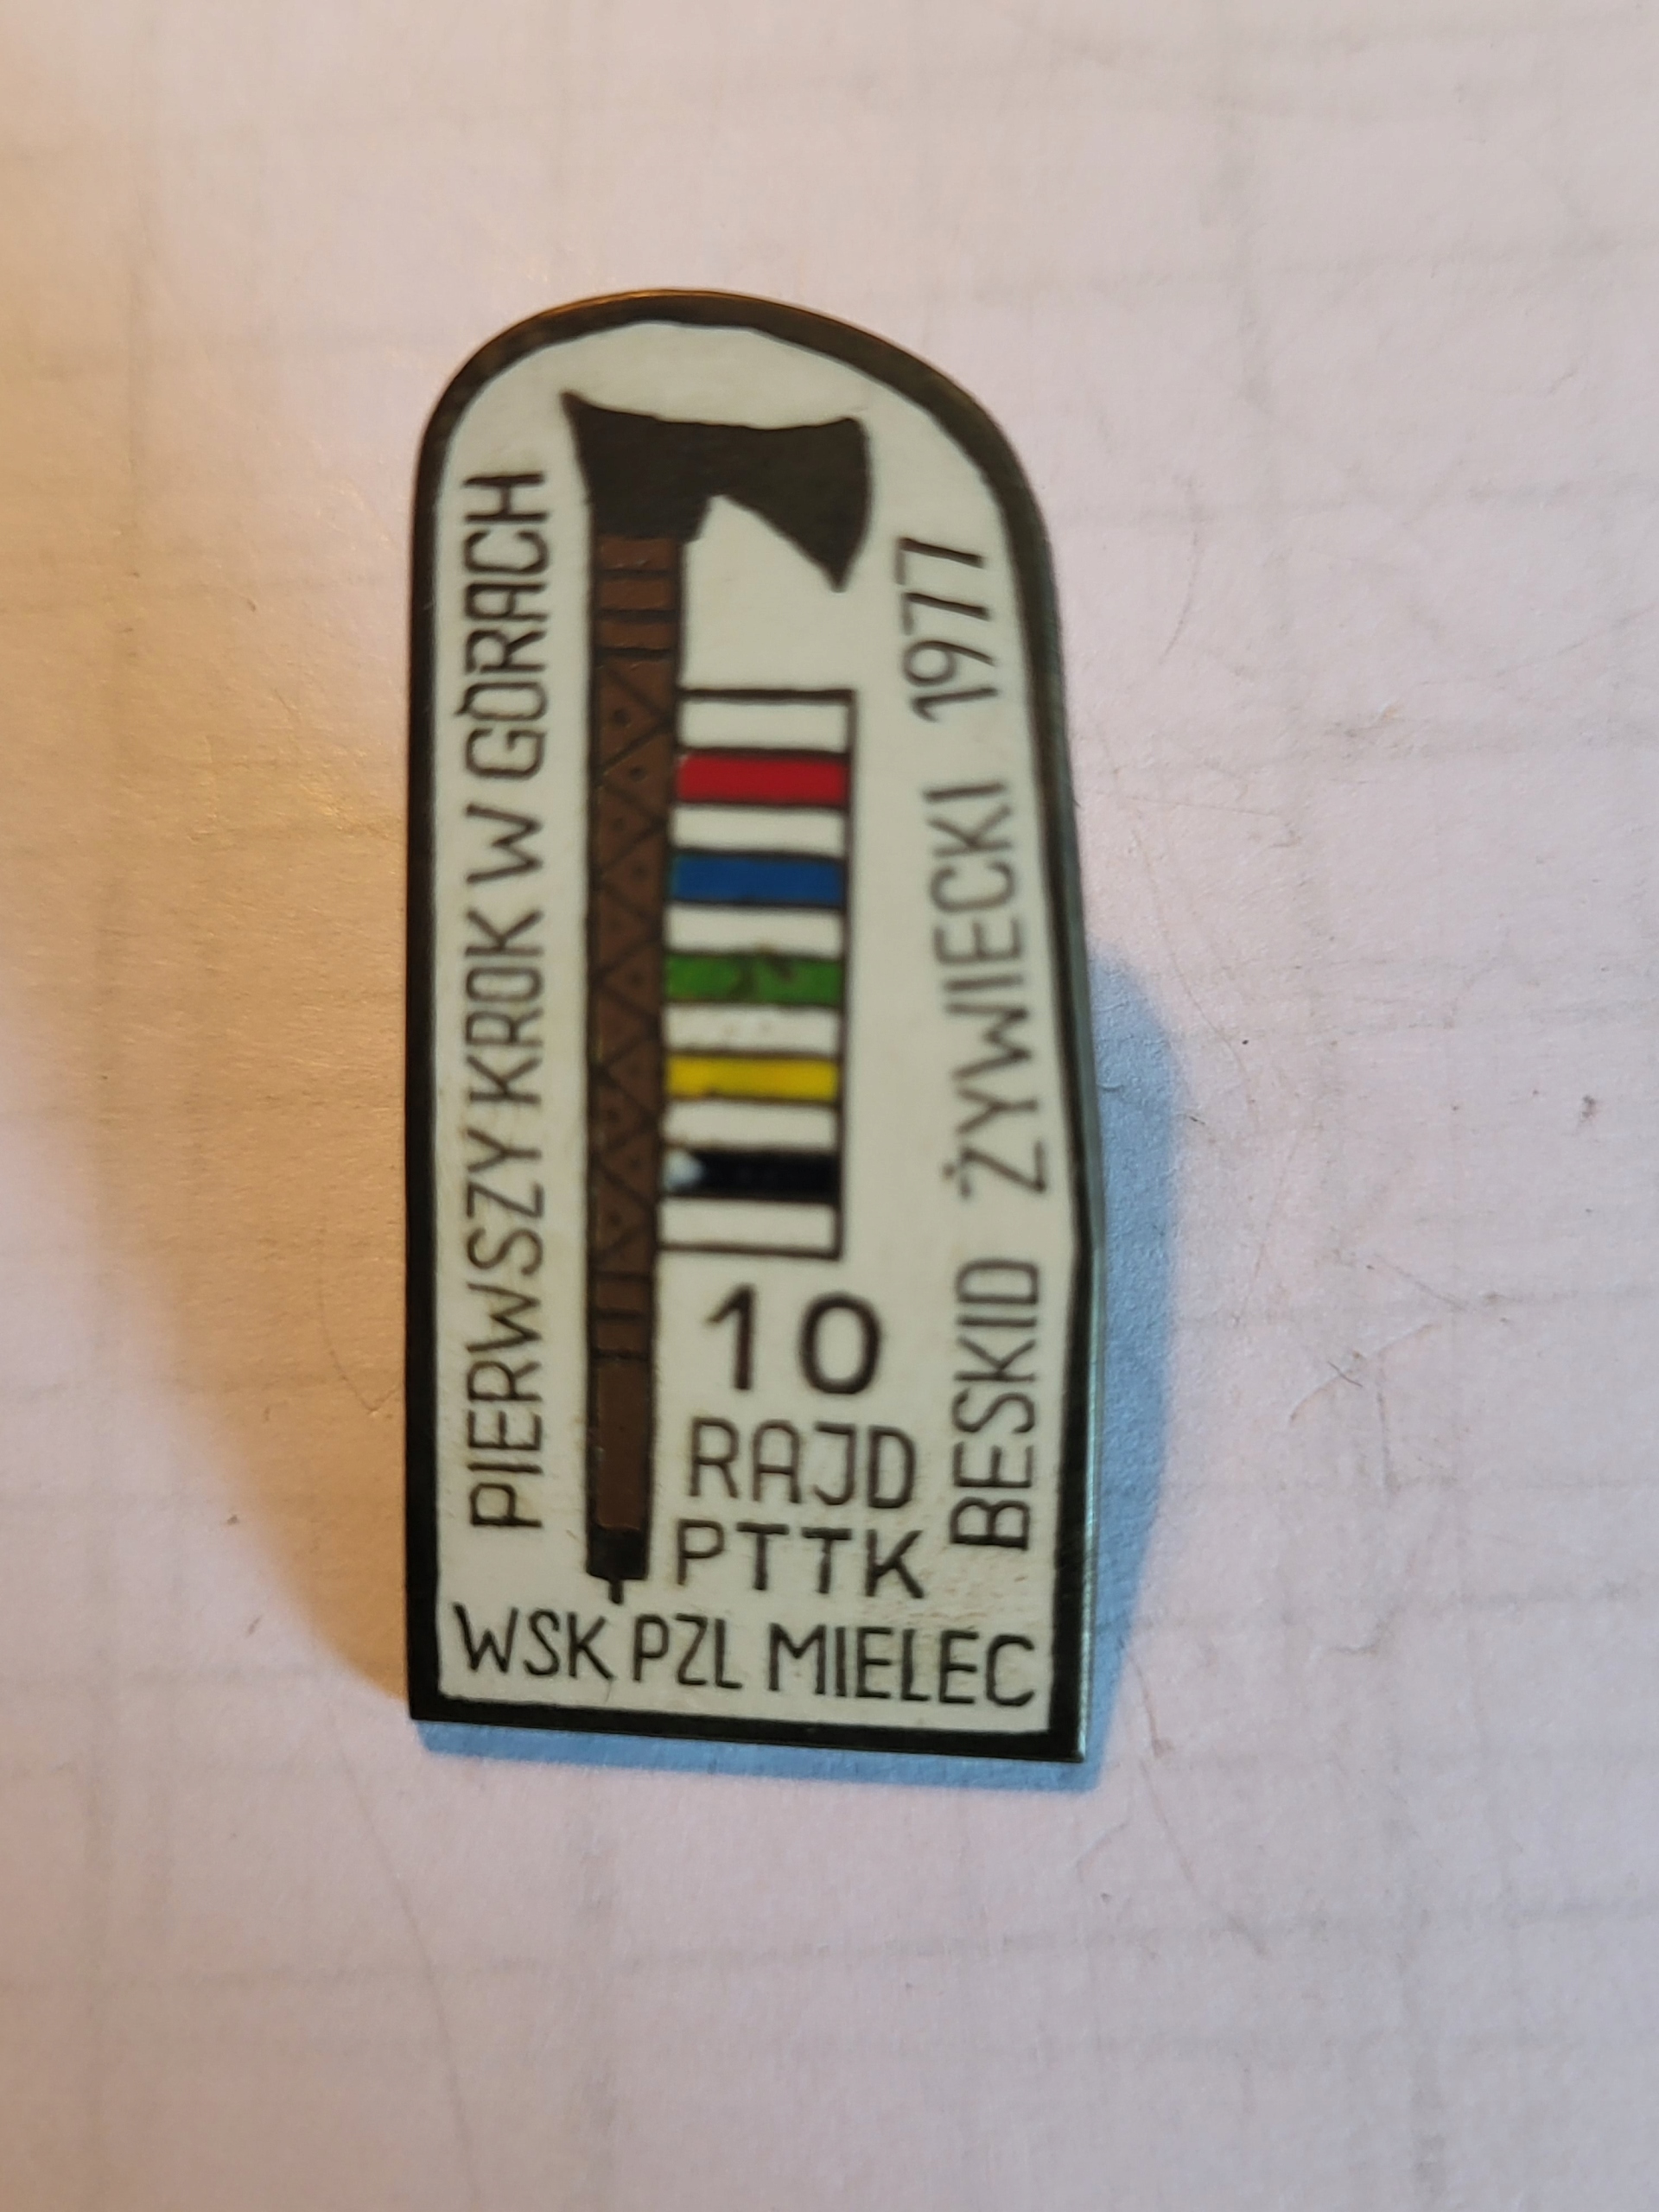 PIERWSZY KROK W GÓRACH
BESKID ŻYWIECKI 1977
10
RAJD
PTTK
WSK PZL MIELEC